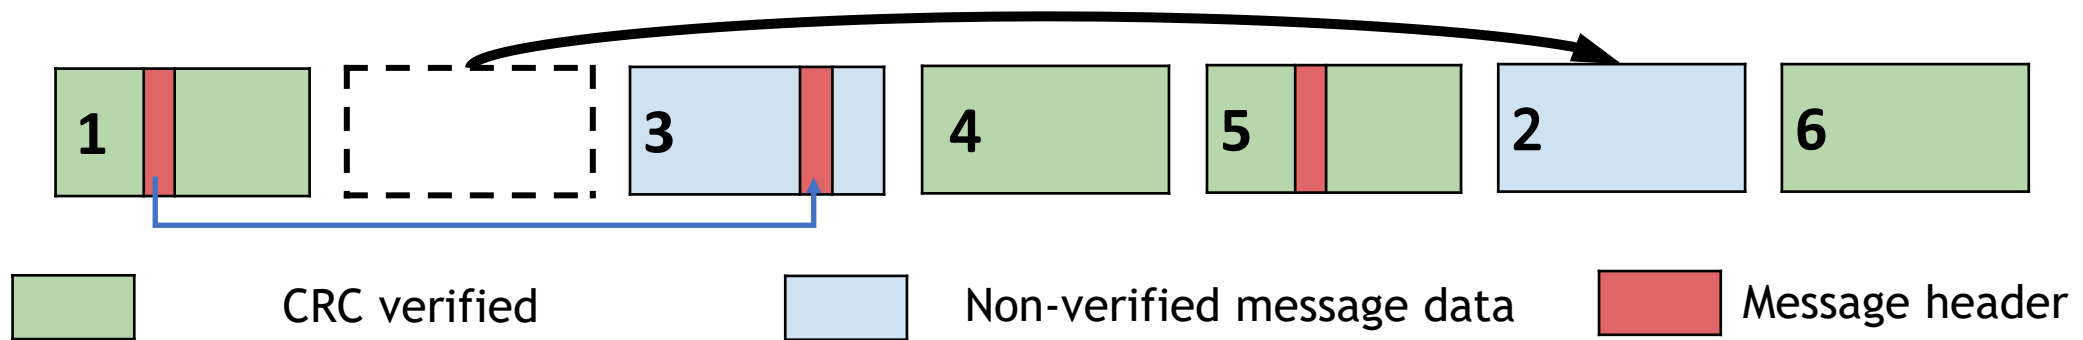 1 3 4 5 2 6
CRC verified Non-verified message data Message header